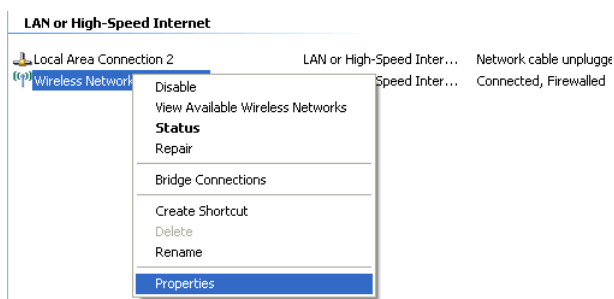 LAN or High-Speed Internet
Local Area Connection 2 LAN or High-Speed Inter... Network cable unplugge
Wireless Network Speed Inter... Connected, Firewalled
Disable
View Available Wireless Networks
Status
Repair
Bridge Connections
Create Shortcut
Delete
Rename
Properties